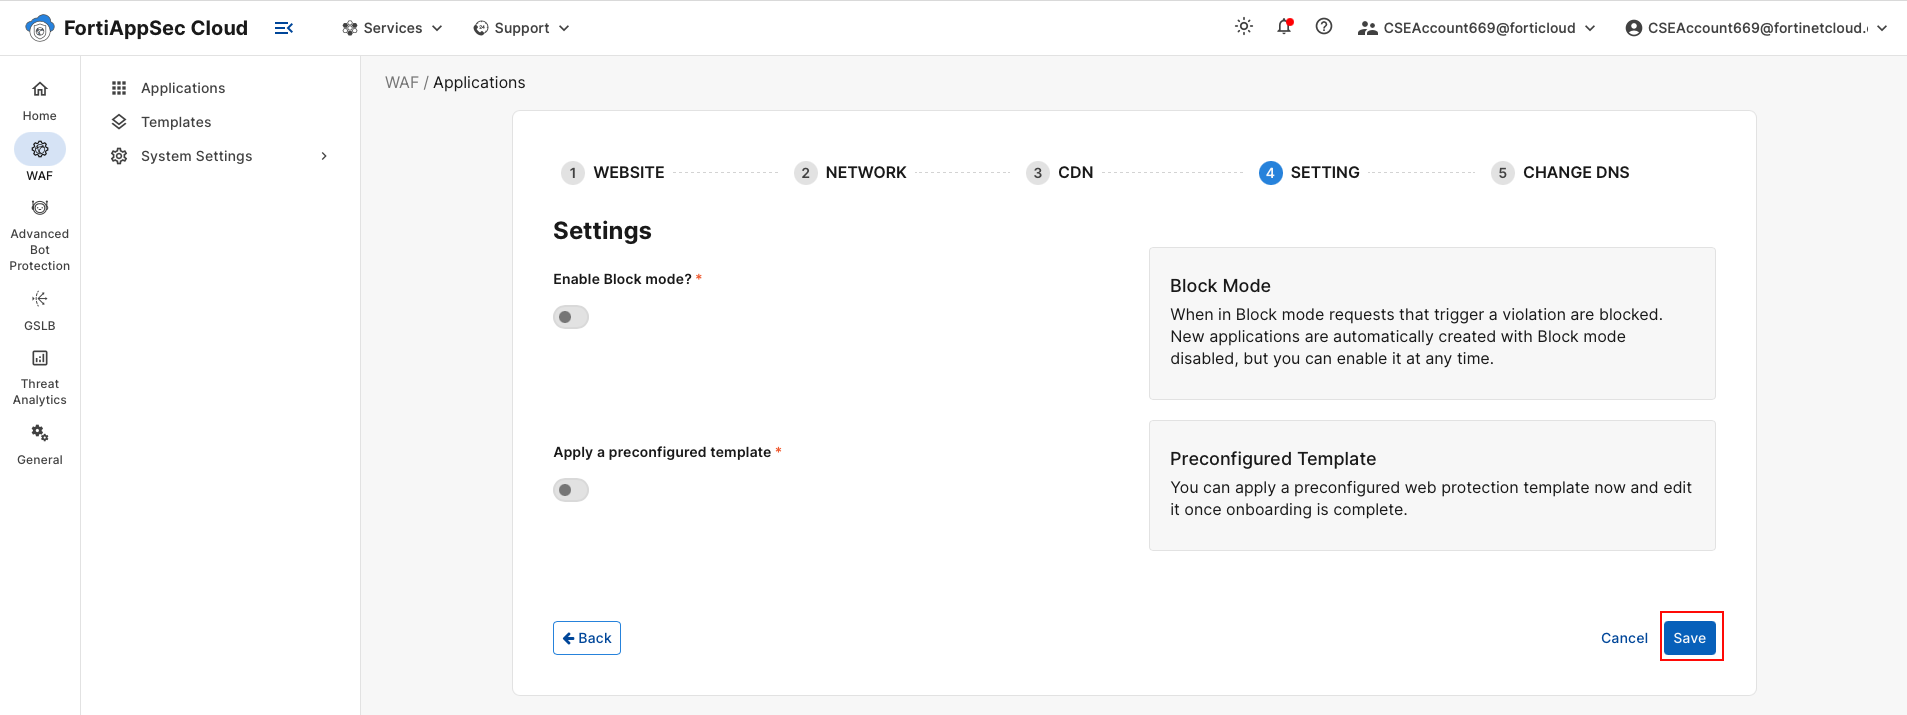 FortiAppSec Cloud
Services
Support
CSEAccount669@forticloud
CSEAccount669@fortinetcloud.
Home
WAF
Advanced
Bot
Protection
GSLB
Threat
Analytics
General
Applications
Templates
System Settings
WAF / Applications
1 WEBSITE
2 NETWORK
3 CDN
4 SETTING
5 CHANGE DNS
Settings
Enable Block mode? *
Block Mode
When in Block mode requests that trigger a violation are blocked.
New applications are automatically created with Block mode
disabled, but you can enable it at any time.
Apply a preconfigured template *
Preconfigured Template
You can apply a preconfigured web protection template now and edit
it once onboarding is complete.
Back
Cancel
Save